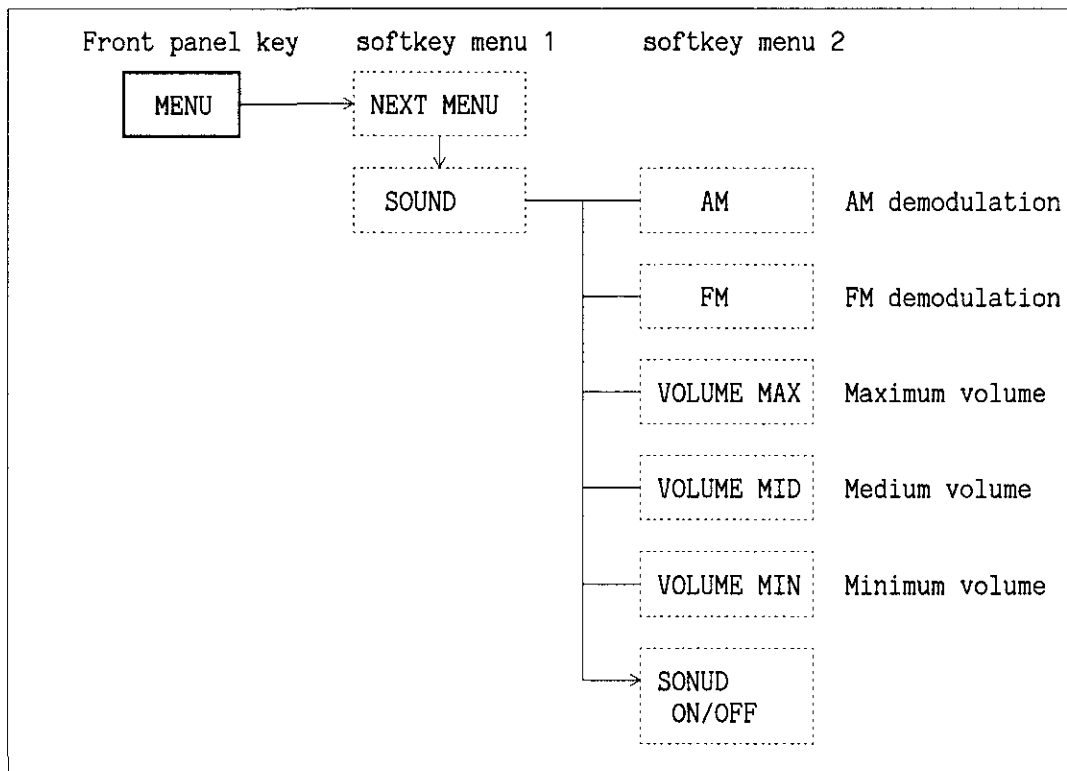 Front panel key softkey menu 1 softkey menu 2
MENU NEXT MENU
SOUND AM AM demodulation
FM FM demodulation
VOLUME MAX Maximum volume
VOLUME MID Medium volume
VOLUME MIN Minimum volume
SONUD
ON/OFF